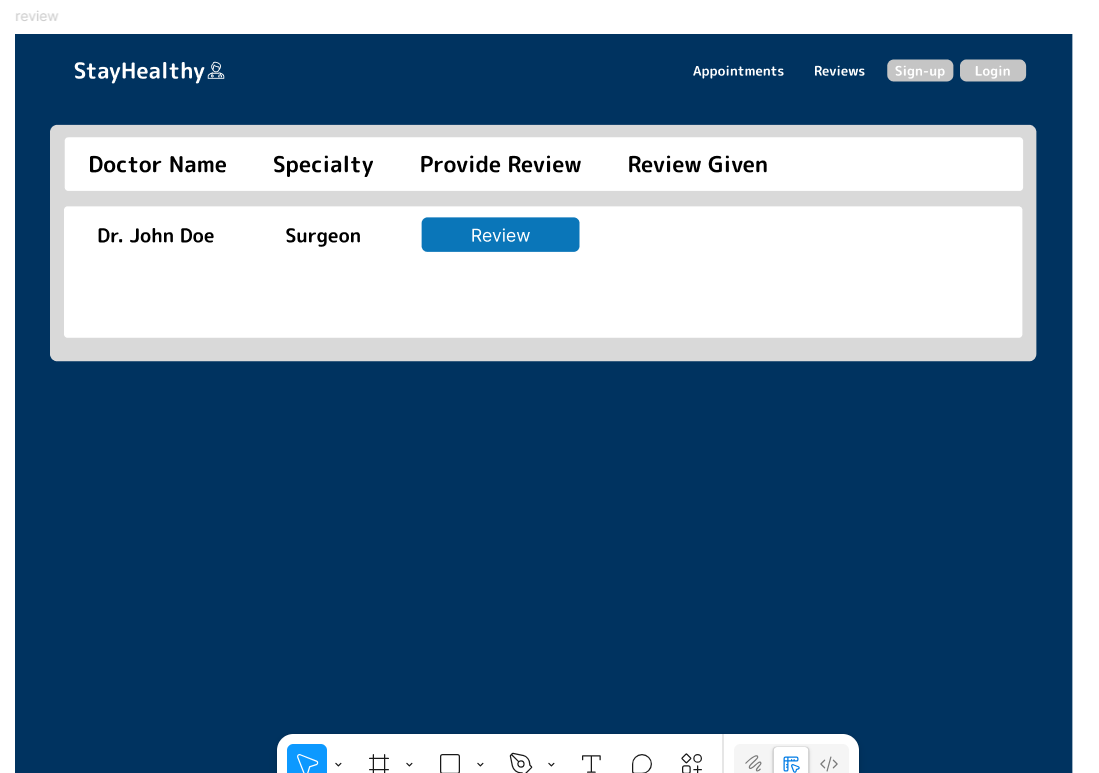 review
StayHealthy
Appointments Reviews Sign-up Login
Doctor Name Specialty Provide Review Review Given
Dr. John Doe Surgeon Review